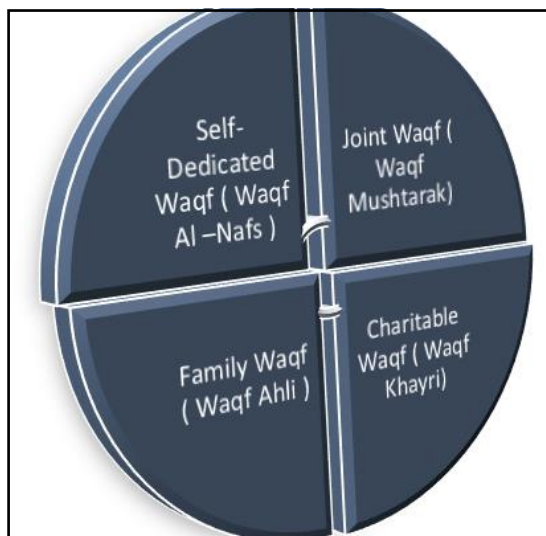 Self-
Dedicated
Waqf ( Waqf
Al –Nafs )
Joint Waqf (
Waqf
Mushtarak)
Family Waqf
( Waqf Ahli )
Charitable
Waqf ( Waqf
Khayri)